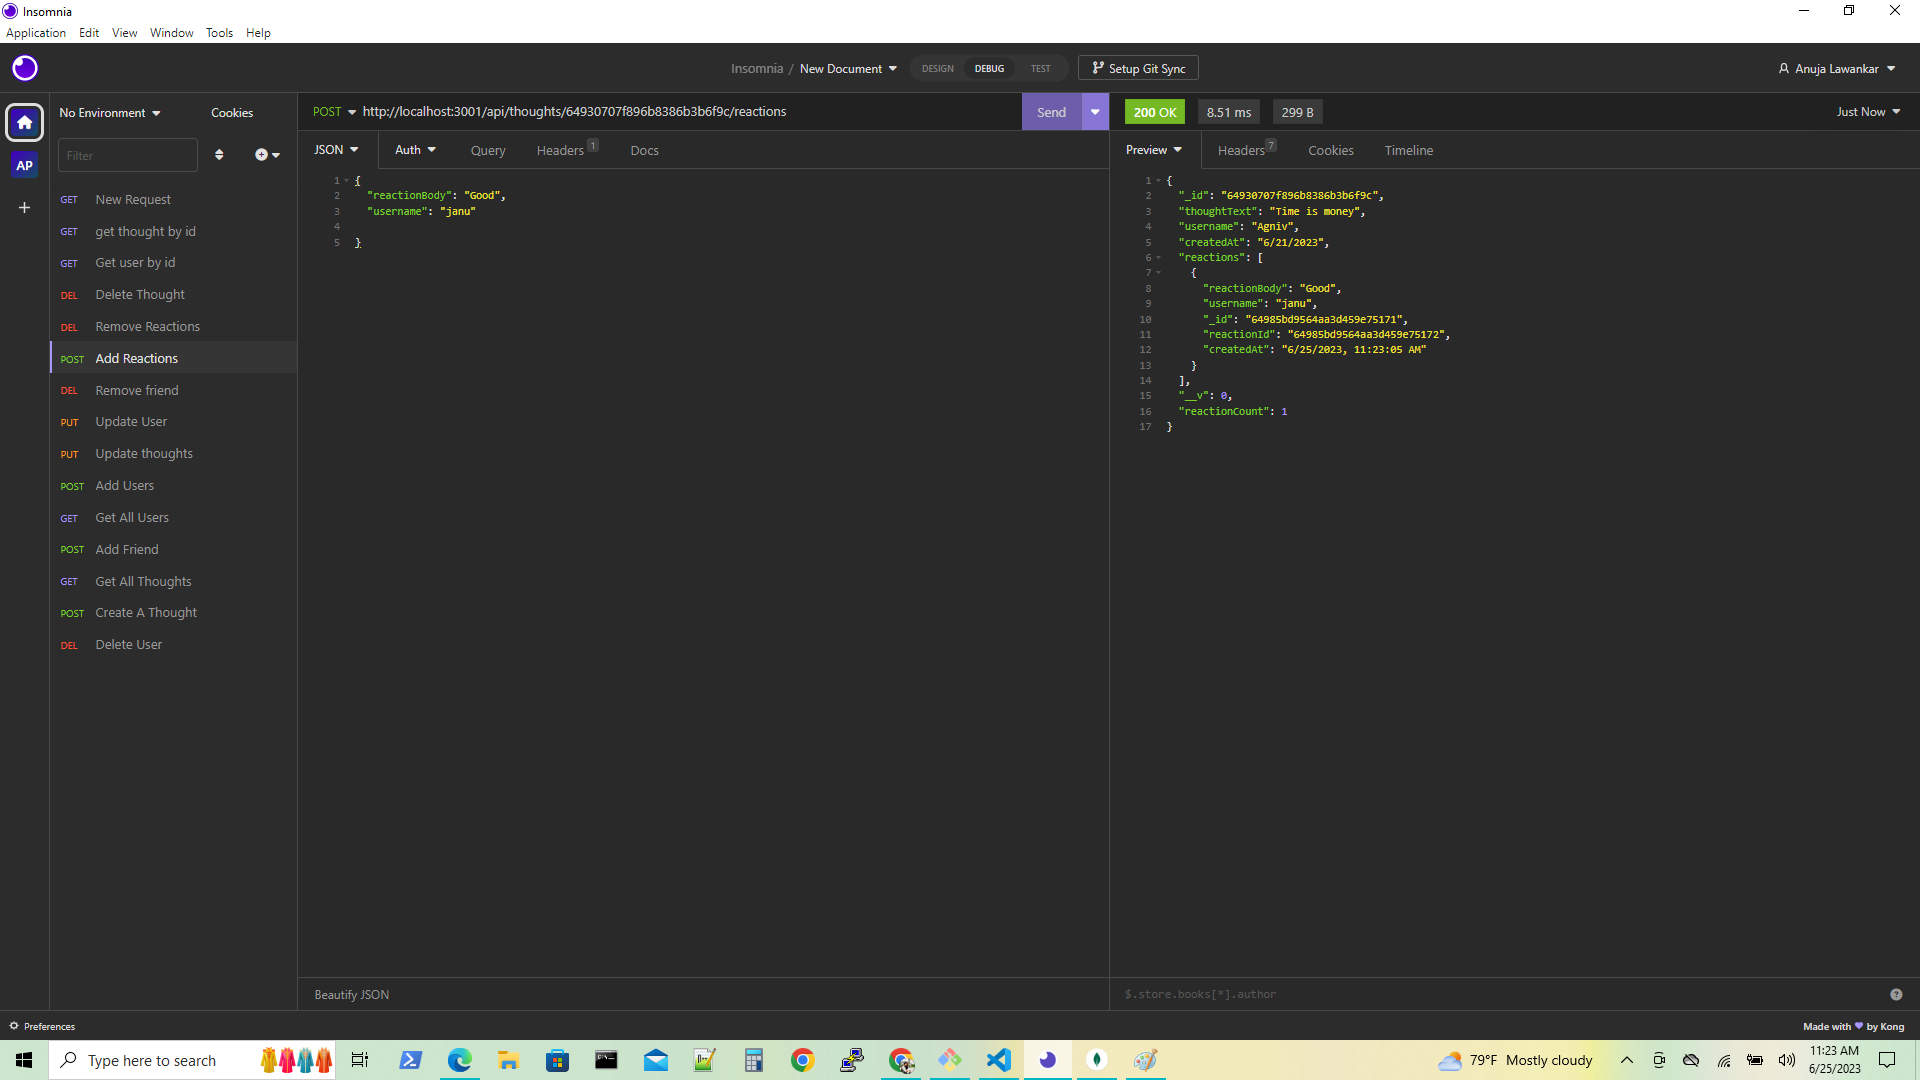 Insomnia
Application Edit View Window Tools Help
Insomnia / New Document DESIGN DEBUG TEST Setup Git Sync Anuja Lawankar
AP
No Environment Cookies
Filter
GET New Request
GET get thought by id
GET Get user by id
DEL Delete Thought
DEL Remove Reactions
POST Add Reactions
DEL Remove friend
PUT Update User
PUT Update thoughts
POST Add Users
GET Get All Users
POST Add Friend
GET Get All Thoughts
POST Create A Thought
DEL Delete User
POST http://localhost:3001/api/thoughts/64930707f896b8386b3b6f9c/reactions Send
JSON Auth Query Headers 1 Docs
1 {
2 "reactionBody": "Good",
3 "username": "janu"
4
5 }
Beautify JSON
200 OK 8.51 ms 299 B Just Now
Preview Headers 7 Cookies Timeline
1 {
2 "_id": "64930707f896b8386b3b6f9c",
3 "thoughtText": "Time is money",
4 "username": "Agniv",
5 "createdAt": "6/21/2023",
6 "reactions": [
7 {
8 "reactionBody": "Good",
9 "username": "janu",
10 "_id": "64985bd9564aa3d459e75171",
11 "reactionId": "64985bd9564aa3d459e75172",
12 "createdAt": "6/25/2023, 11:23:05 AM"
13 }
14 ],
15 "__v": 0,
16 "reactionCount": 1
17 }
$.store.books[*].author
Preferences Made with by Kong
Type here to search
79°F Mostly cloudy
11:23 AM
6/25/2023